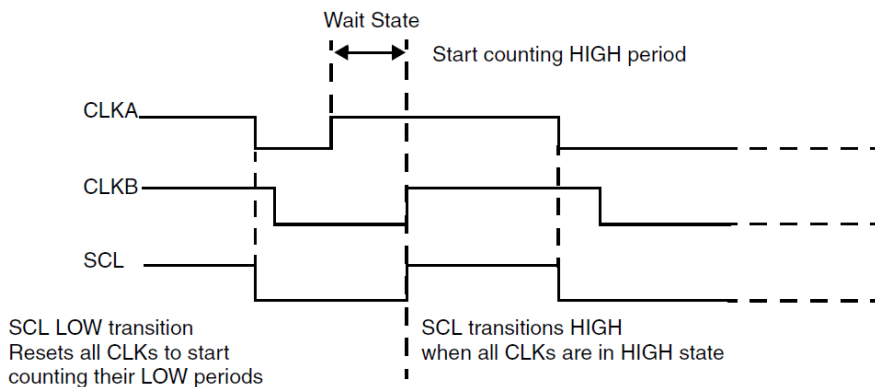 Wait State
Start counting HIGH period
CLKA
CLKB
SCL
SCL LOW transition
Resets all CLKs to start
counting their LOW periods
SCL transitions HIGH
when all CLKs are in HIGH state